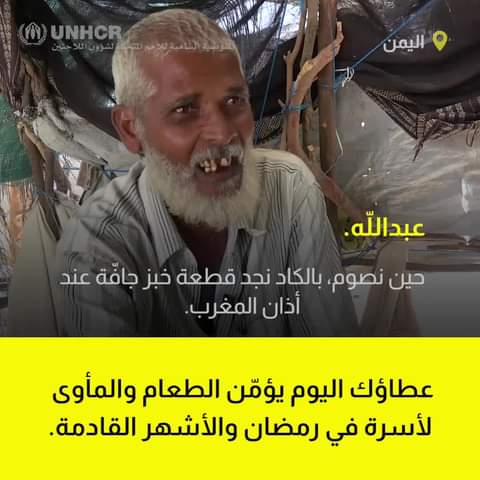 UNHCR
المفوضية السامية للأمم المتحدة لشؤون اللاجئين
اليمن
عبداللّه.
حين نصوم، بالكاد نجد قطعة خبز جافّة عند
أذان المغرب.
عطاؤك اليوم يؤمّن الطعام والمأوى
لأسرة في رمضان والأشهر القادمة.